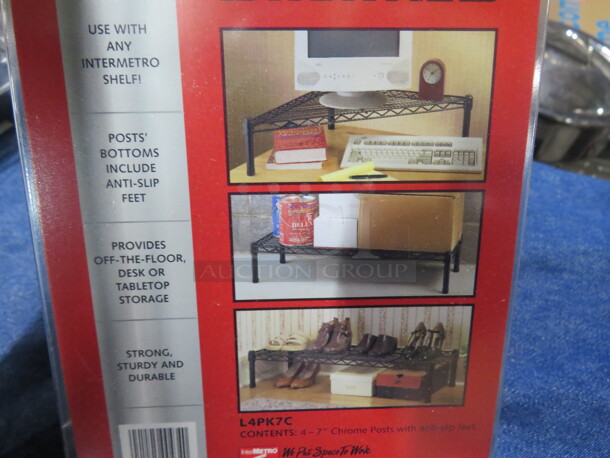 USE WITH
ANY
INTERMETRO
SHELF!
POSTS'
BOTTOMS
INCLUDE
ANTI-SLIP
FEET
PROVIDES
OFF-THE-FLOOR,
DESK OR
TABLETOP
STORAGE
STRONG,
STURDY AND
DURABLE
AUCTION GROUP
L4PK7C
CONTENTS: 4 – 7" Chrome Posts with anti-slip feet.
InterMETRO We Put Space To Work